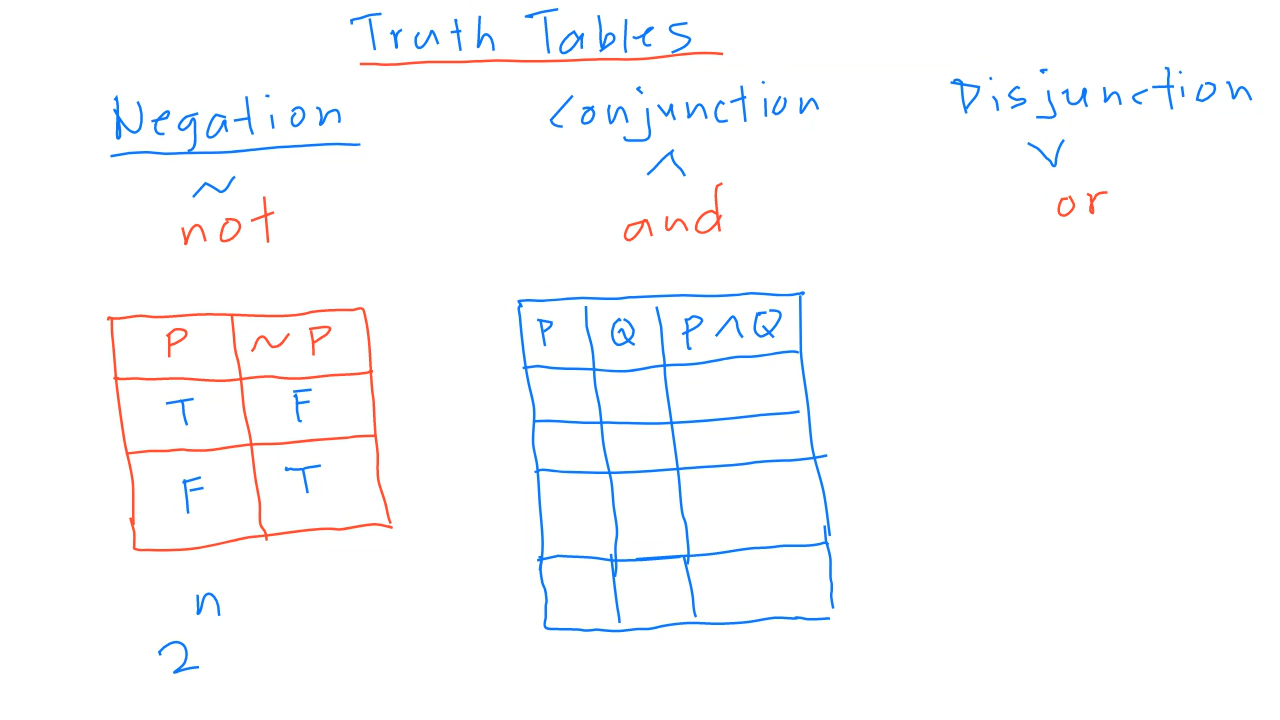 Truth Tables
Negation
~
not
Conjunction
∧
and
Disjunction
∨
or
P ~P
T F
F T
2ⁿ
P Q P∧Q